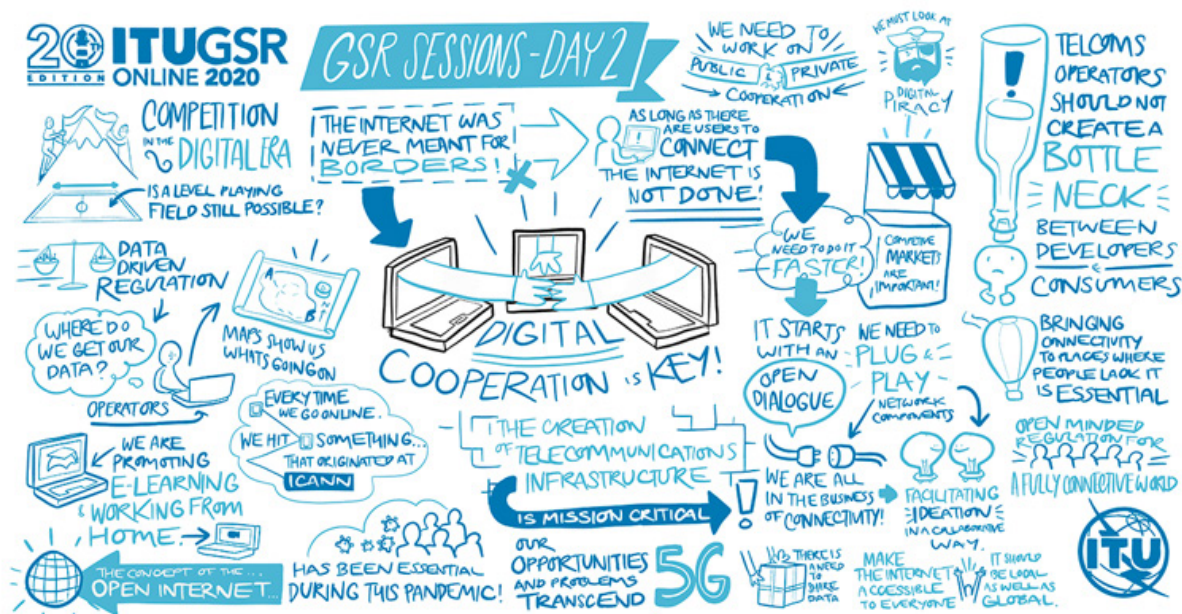 20TH
EDITION
ITUGSR
ONLINE 2020
GSR SESSIONS - DAY 2
COMPETITION
IN THE DIGITAL ERA
IS A LEVEL PLAYING
FIELD STILL POSSIBLE?
THE INTERNET WAS
NEVER MEANT FOR
BORDERS!
AS LONG AS THERE
ARE USERS TO
CONNECT
THE INTERNET IS
NOT DONE!
WE NEED TO
WORK ON
PUBLIC PRIVATE
COOPERATION
WE MUST LOOK AT
DIGITAL
PIRACY
TELCOMS
OPERATORS
SHOULD NOT
CREATE A
BOTTLE
NECK
BETWEEN
DEVELOPERS
&
CONSUMERS
DATA
DRIVEN
REGULATION
WHERE DO
WE GET OUR
DATA?
OPERATORS
A
B
MAPS SHOW US
WHATS GOING ON
DIGITAL
COOPERATION IS KEY!
WE
NEED TO DO IT
FASTER!
MARKETS
ARE
IMPORTANT!
IT STARTS
WITH AN
OPEN
DIALOGUE
WE NEED TO
PLUG &
PLAY
NETWORK
COMPONENTS
BRINGING
CONNECTIVITY
TO PLACES WHERE
PEOPLE LACK IT
IS ESSENTIAL
WE ARE
PROMOTING
E-LEARNING
& WORKING FROM
HOME.
EVERY TIME
WE GO ONLINE.
WE HIT SOMETHING...
THAT ORIGINATED AT
ICANN
THE CREATION
OF TELECOMMUNICATIONS
INFRASTRUCTURE
IS MISSION CRITICAL
WE ARE ALL
IN THE BUSINESS
OF CONNECTIVITY!
FACILITATING
IDEATION
IN A COLLABORATIVE
WAY.
OPEN MINDED
REGULATION FOR
A FULLY CONNECTIVE WORLD
THE CONCEPT OF THE...
OPEN INTERNET...
HAS BEEN ESSENTIAL
DURING THIS PANDEMIC!
OUR
OPPORTUNITIES
AND PROBLEMS
TRANSCEND
5G
THERE IS
A NEED
TO
SHARE
DATA
MAKE
THE INTERNET
ACCESSIBLE
TO EVERYONE
IT SHOULD
BE LOCAL
AS WELL AS
GLOBAL.
ITU